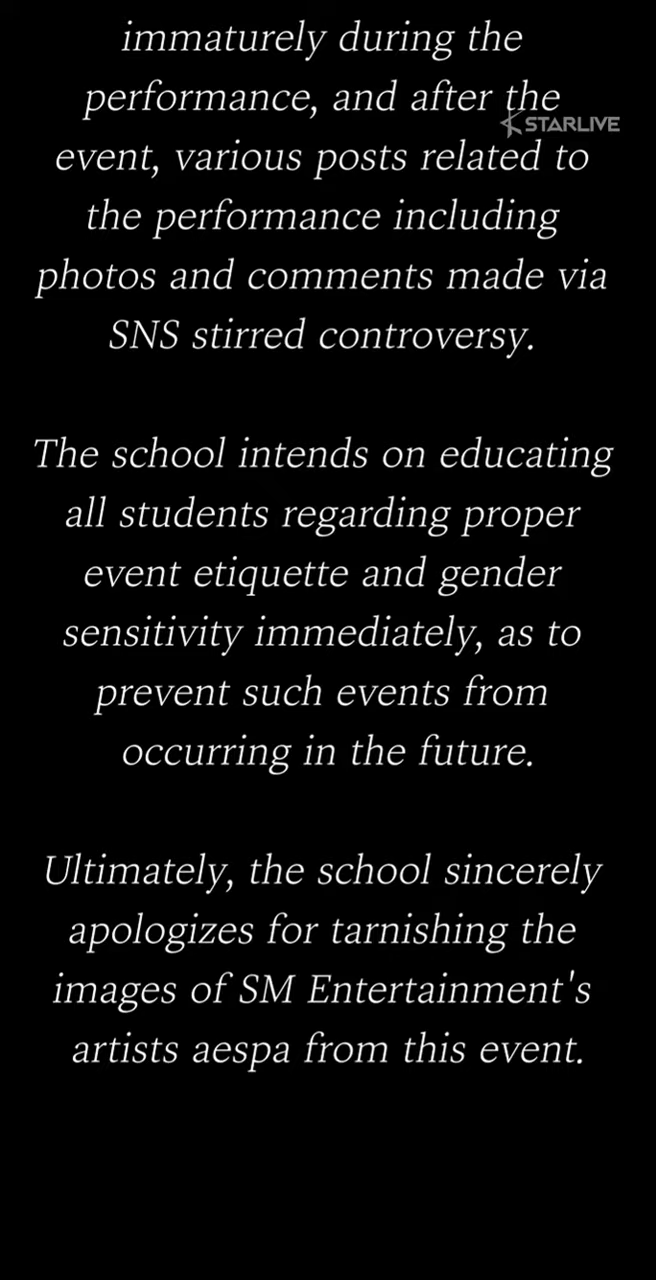 immaturely during the
performance, and after the
STARLIVE
event, various posts related to
the performance including
photos and comments made via
SNS stirred controversy.
The school intends on educating
all students regarding proper
event etiquette and gender
sensitivity immediately, as to
prevent such events from
occurring in the future.
Ultimately, the school sincerely
apologizes for tarnishing the
images of SM Entertainment's
artists aespa from this event.